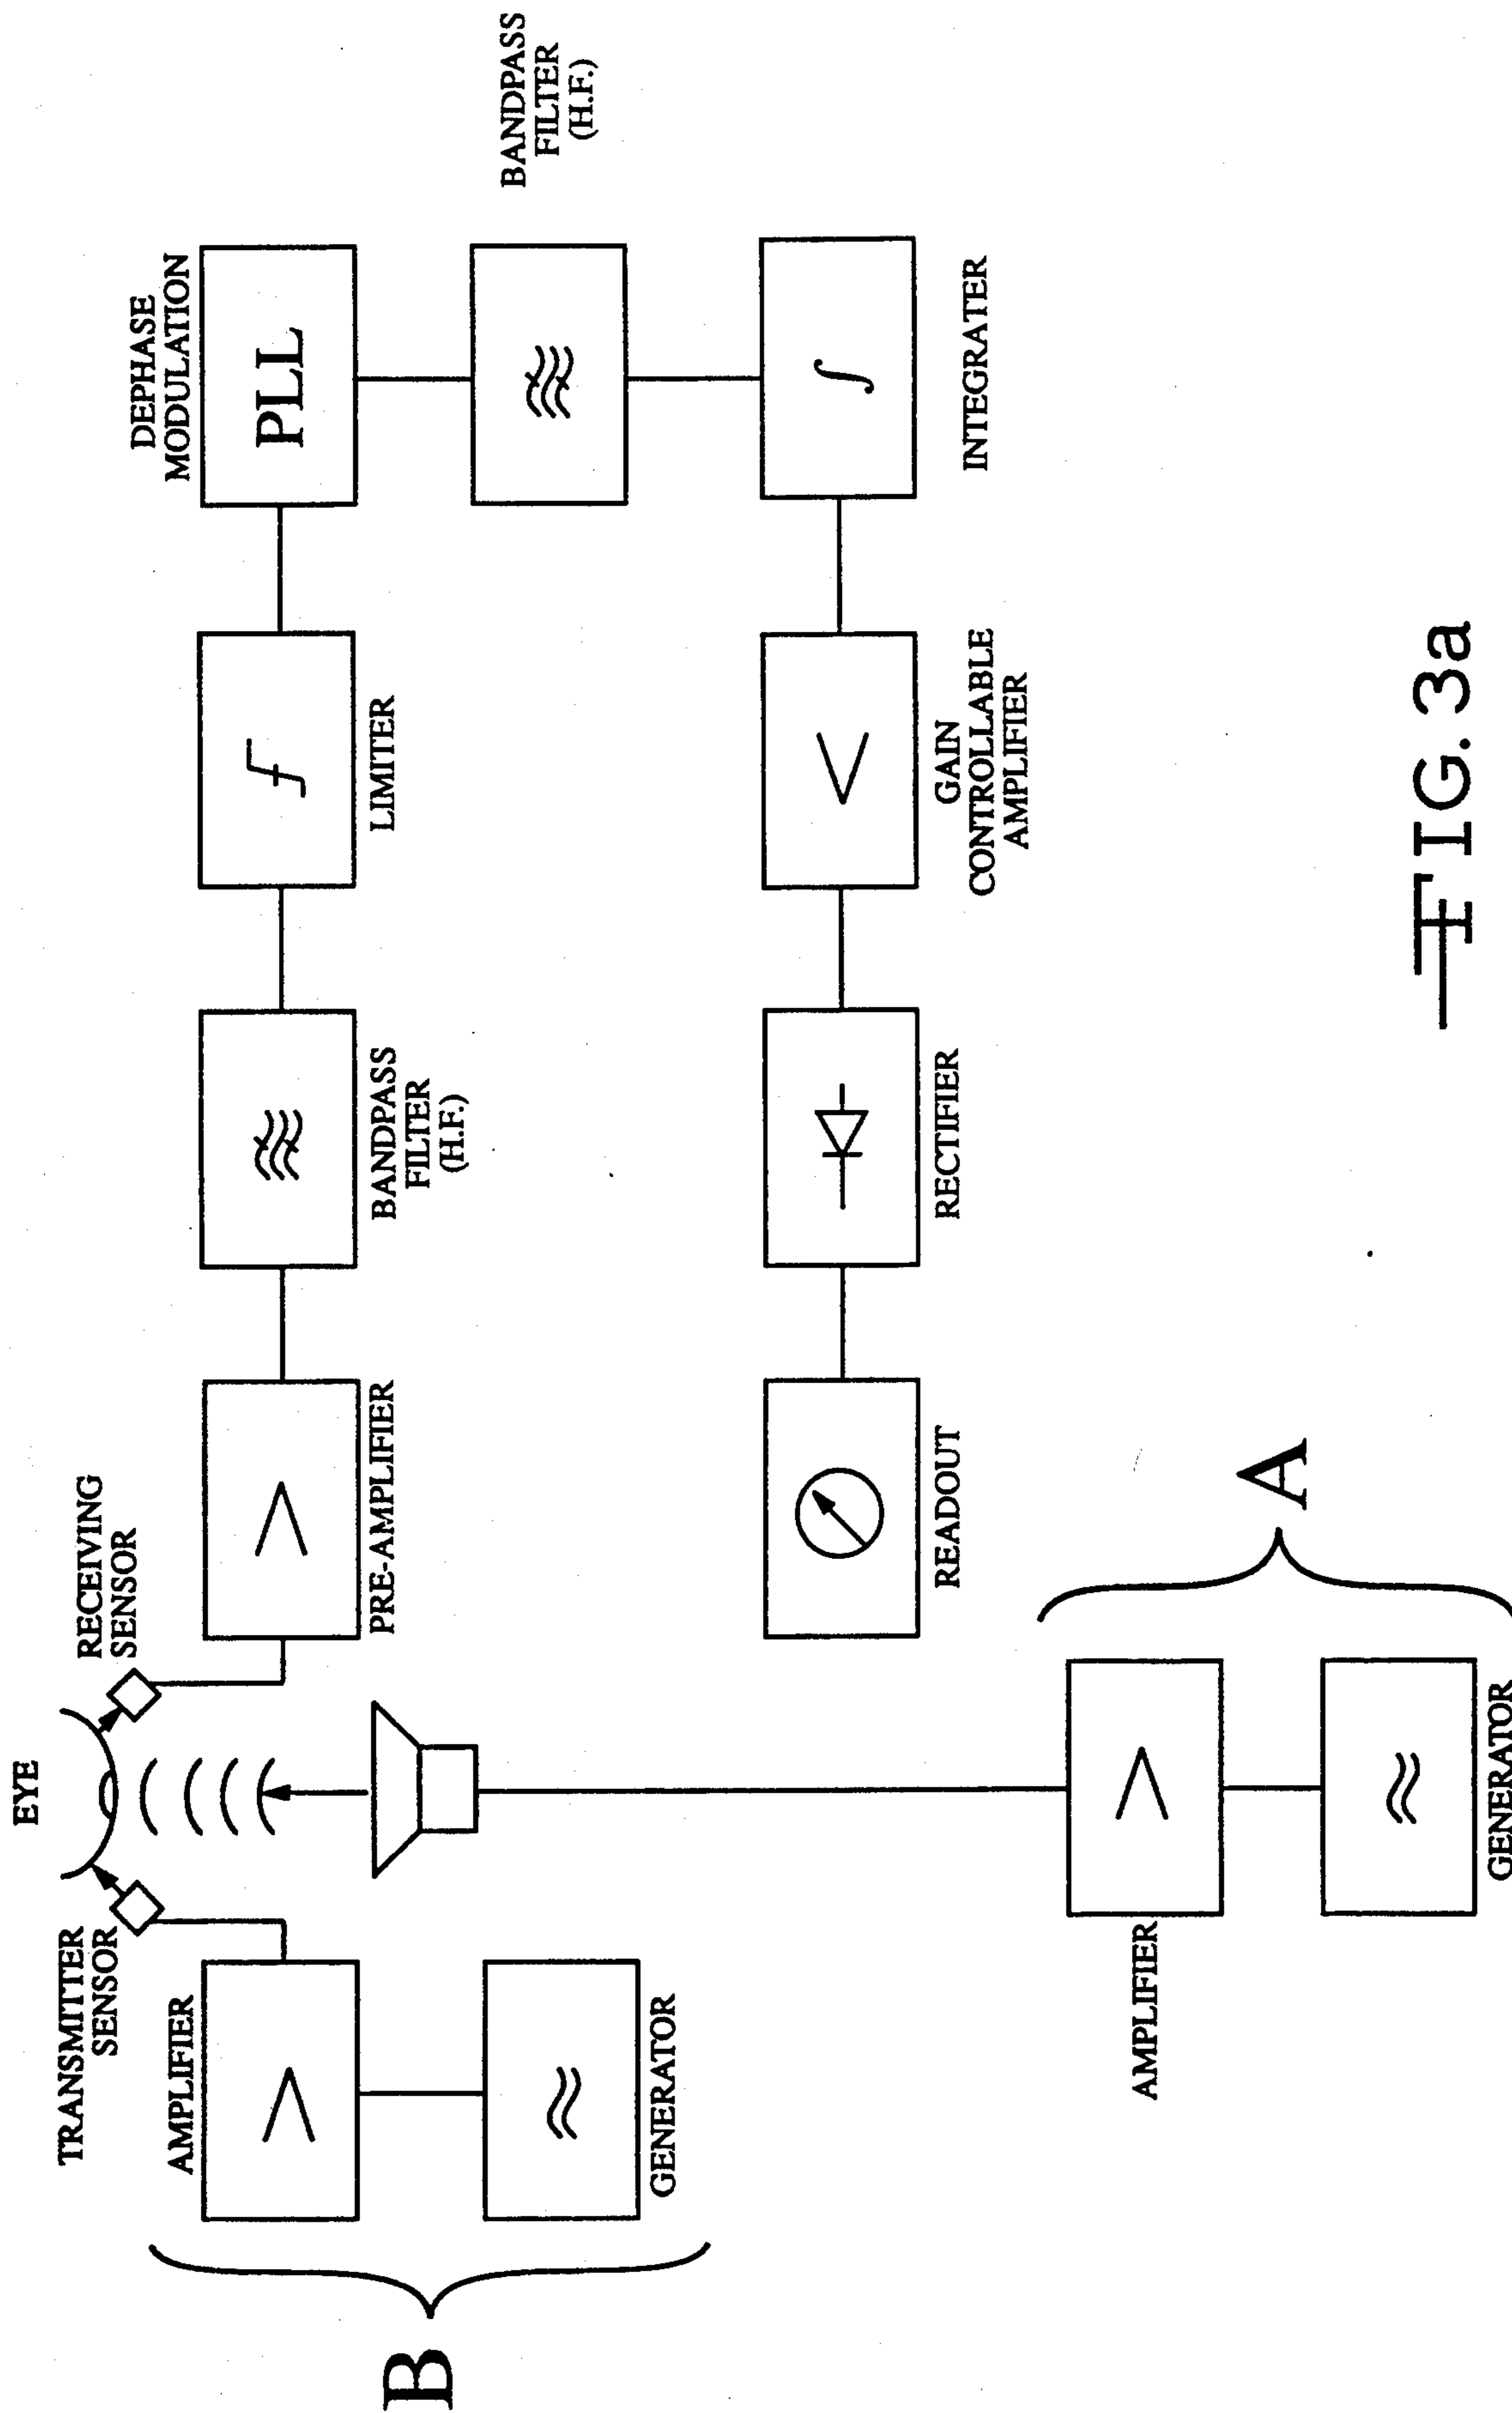 EYE
TRANSMITTER
SENSOR
RECEIVING
SENSOR
AMPLIFIER
PRE-AMPLIFIER
BANDPASS
FILTER
(H.F.)
LIMITER
DEPHASE
MODULATION
PLL
BANDPASS
FILTER
(H.F.)
B
GENERATOR
READOUT
RECTIFIER
GAIN
CONTROLLABLE
AMPLIFIER
∫
INTEGRATER
AMPLIFIER
A
GENERATOR
FIG. 3a